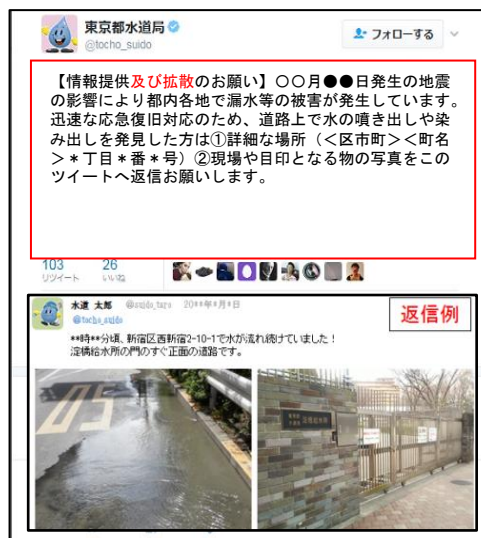 東京都水道局
@tocho_suido
フォローする
【情報提供及び拡散のお願い】○○月●●日発生の地震
の影響により都内各地で漏水等の被害が発生しています。
迅速な応急復旧対応のため、道路上で水の噴き出しや染
み出しを発見した方は①詳細な場所（＜区市町＞＜町名
＞＊丁目＊番＊号）②現場や目印となる物の写真をこの
ツイートへ返信お願いします。
103 26
リツイート いいね
水道 太郎 @suido_taro 20**年*月*日
@tocho_suido
返信例
**時**分頃、新宿区西新宿2-10-1で水が流れ続けていました！
淀橋給水所の門のすぐ正面の道路です。